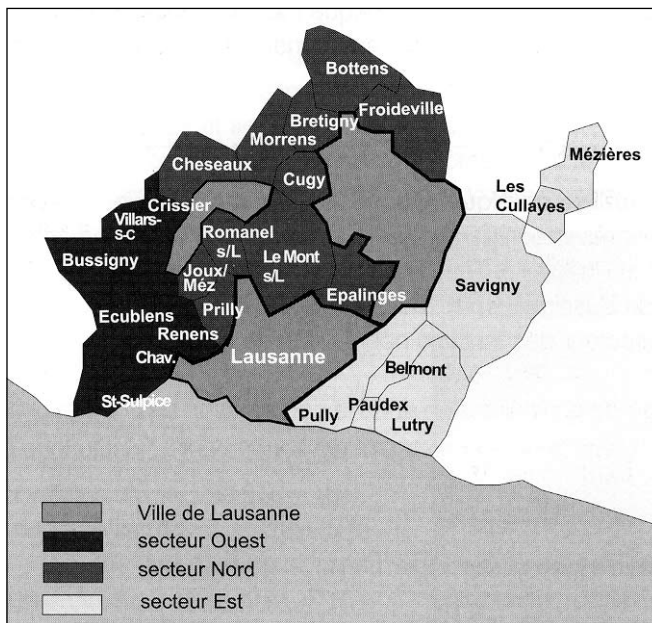 Bottens
Froideville
Bretigny
Morrens
Mézières
Cheseaux
Cugy
Les
Cullayes
Crissier
Villars-
S-C
Romanel
s/L
Le Mont
s/L
Bussigny
Joux/
Méz
Savigny
Epalinges
Ecublens
Prilly
Renens
Chav.
Lausanne
Belmont
St-Sulpice
Pully
Paudex
Lutry
Ville de Lausanne
secteur Ouest
secteur Nord
secteur Est